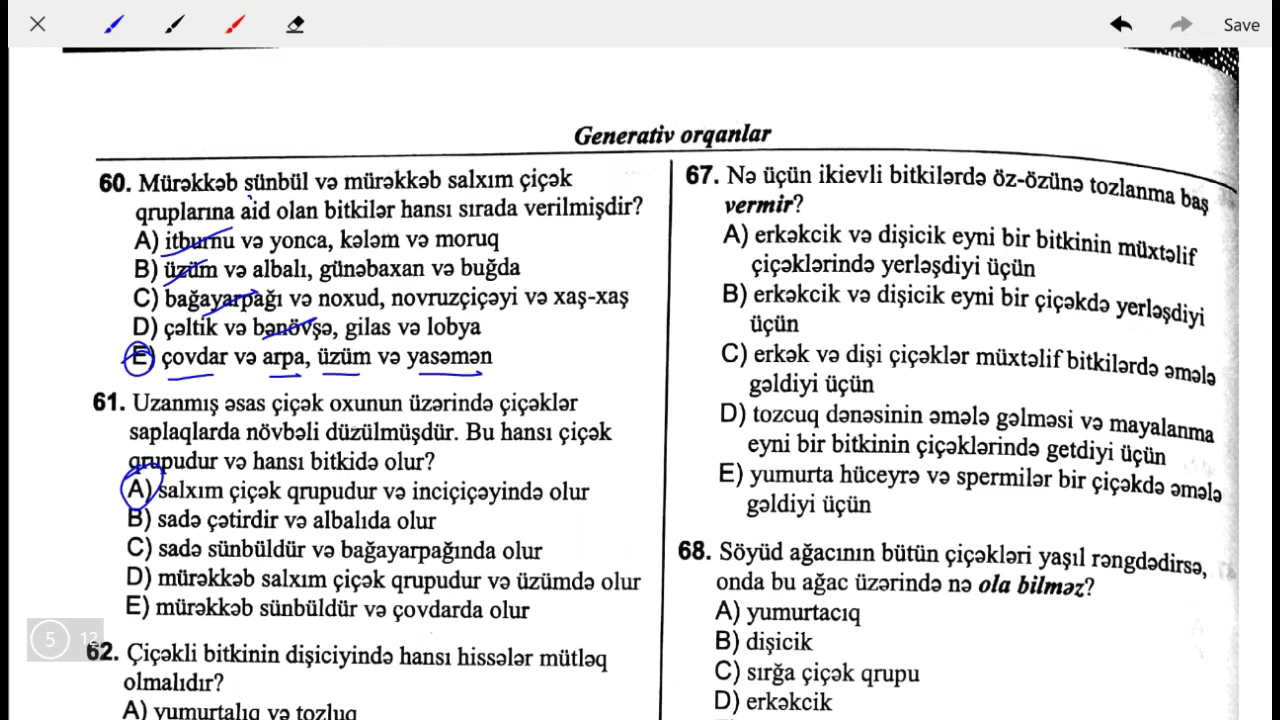 Save
Generativ orqanlar
60. Mürəkkəb sünbül və mürəkkəb salxım çiçək
qruplarına aid olan bitkilər hansı sırada verilmişdir?
A) itburnu və yonca, kələm və moruq
B) üzüm və albalı, günəbaxan və buğda
C) bağayarpağı və noxud, novruzçiçəyi və xaş-xaş
D) çəltik və bənövşə, gilas və lobya
E) çovdar və arpa, üzüm və yasəmən
61. Uzanmış əsas çiçək oxunun üzərində çiçəklər
saplaqlarda növbəli düzülmüşdür. Bu hansı çiçək
qrupudur və hansı bitkidə olur?
A) salxım çiçək qrupudur və inciçiçəyində olur
B) sadə çətirdir və albalıda olur
C) sadə sünbüldür və bağayarpağında olur
D) mürəkkəb salxım çiçək qrupudur və üzümdə olur
E) mürəkkəb sünbüldür və çovdarda olur
5 12
62. Çiçəkli bitkinin dişiciyində hansı hissələr mütləq
olmalıdır?
A) yumurtalıq və tozluq
67. Nə üçün ikievli bitkilərdə öz-özünə tozlanma baş
vermir?
A) erkəkcik və dişicik eyni bir bitkinin müxtəlif
çiçəklərində yerləşdiyi üçün
B) erkəkcik və dişicik eyni bir çiçəkdə yerləşdiyi
üçün
C) erkək və dişi çiçəklər müxtəlif bitkilərdə əmələ
gəldiyi üçün
D) tozcuq dənəsinin əmələ gəlməsi və mayalanma
eyni bir bitkinin çiçəklərində getdiyi üçün
E) yumurta hüceyrə və spermilər bir çiçəkdə əmələ
gəldiyi üçün
68. Söyüd ağacının bütün çiçəkləri yaşıl rəngdədirsə,
onda bu ağac üzərində nə ola bilməz?
A) yumurtacıq
B) dişicik
C) sırğa çiçək qrupu
D) erkəkcik